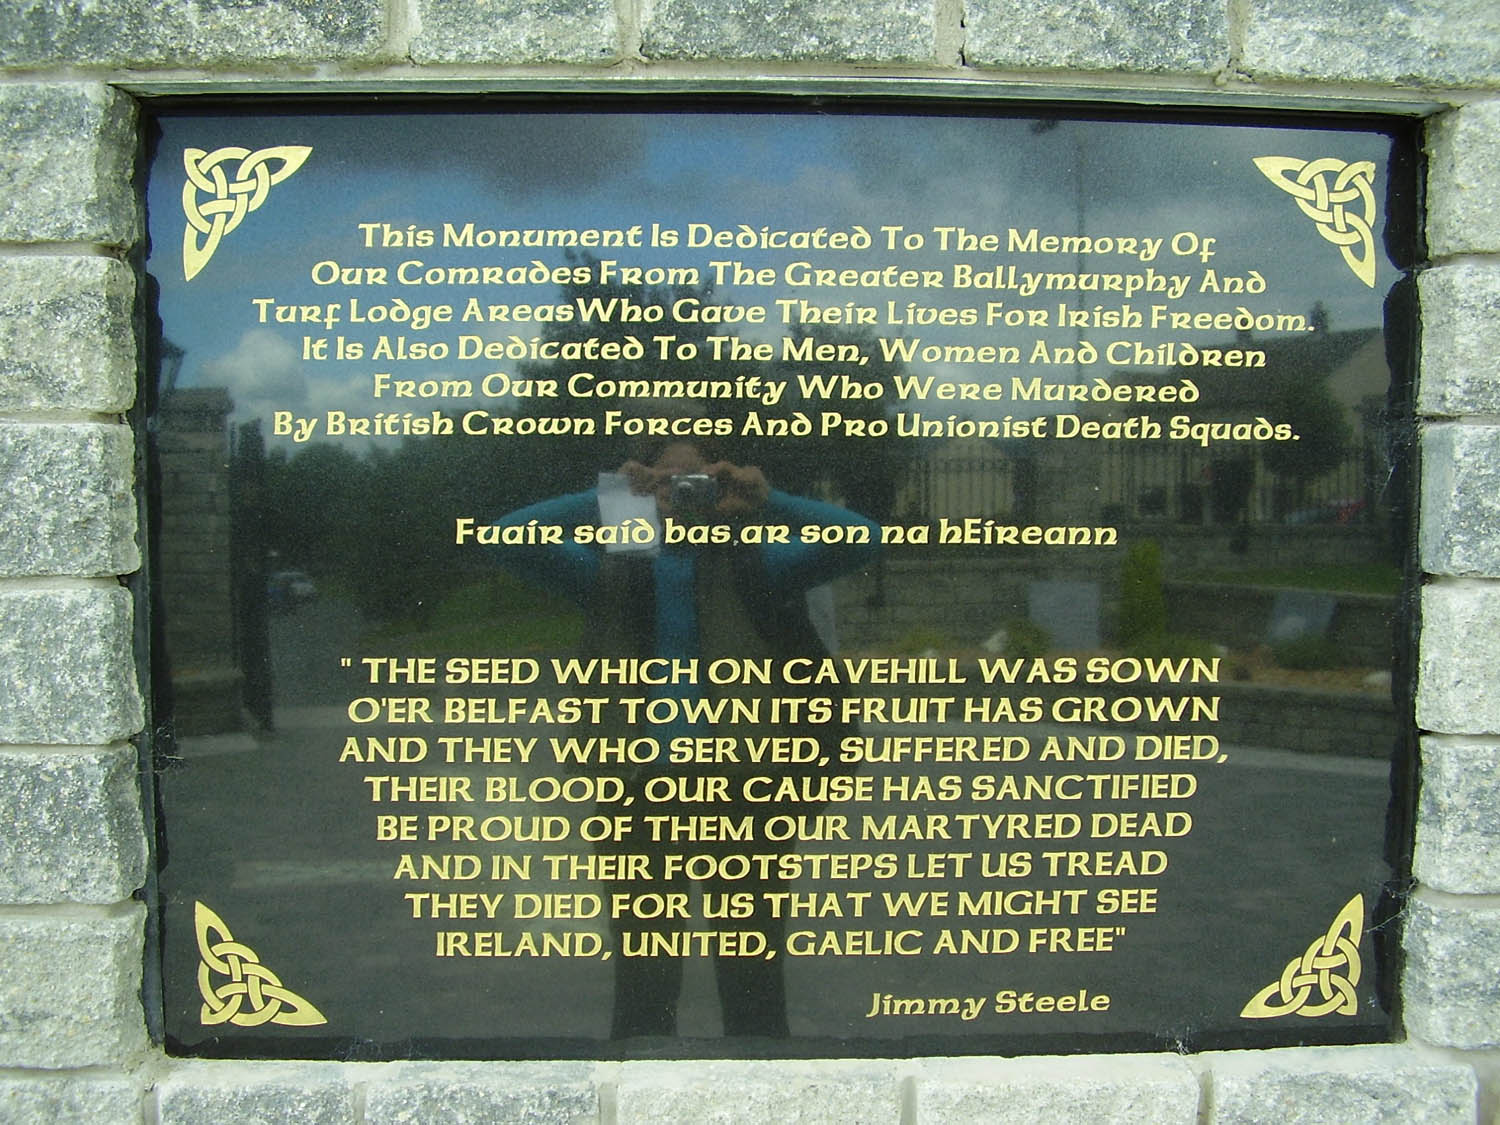 This Monument Is Dedicated To The Memory Of
Our Comrades From The Greater Ballymurphy And
Turf Lodge Areas Who Gave Their Lives For Irish Freedom.
It Is Also Dedicated To The Men, Women And Children
From Our Community Who Were Murdered
By British Crown Forces And Pro Unionist Death Squads.
Fuair said bas ar son na hEireann
" THE SEED WHICH ON CAVEHILL WAS SOWN
O'ER BELFAST TOWN ITS FRUIT HAS GROWN
AND THEY WHO SERVED, SUFFERED AND DIED,
THEIR BLOOD, OUR CAUSE HAS SANCTIFIED
BE PROUD OF THEM OUR MARTYRED DEAD
AND IN THEIR FOOTSTEPS LET US TREAD
THEY DIED FOR US THAT WE MIGHT SEE
IRELAND, UNITED, GAELIC AND FREE"
Jimmy Steele